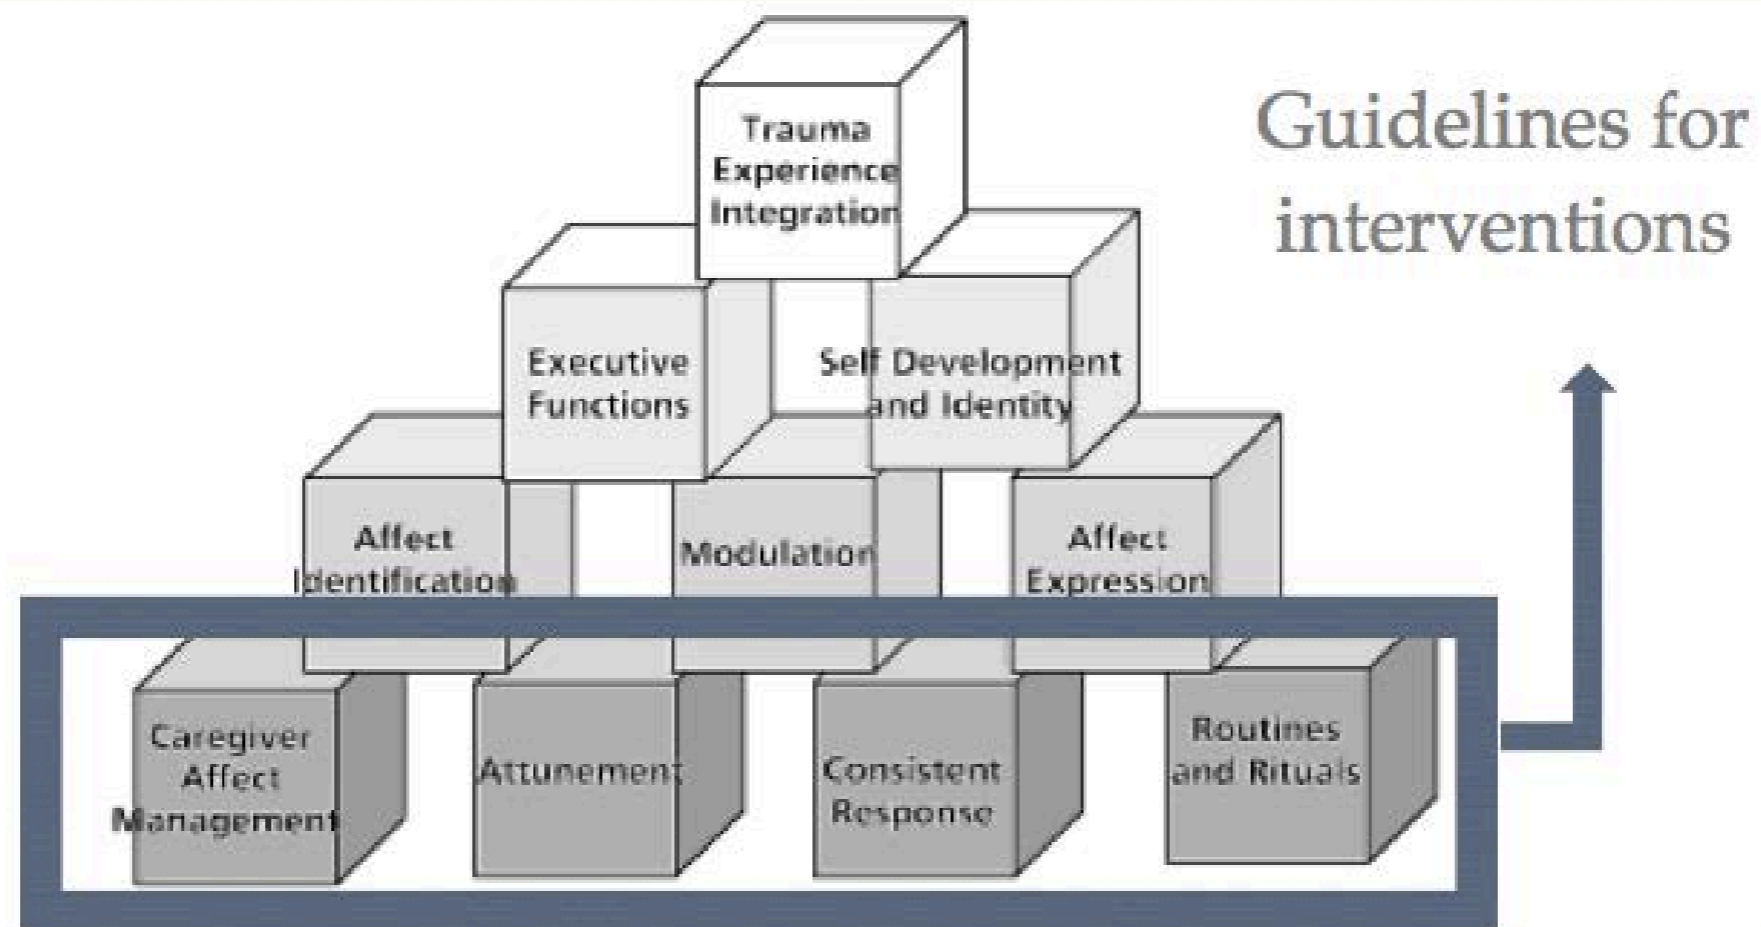 Trauma
Experience
Integration
Guidelines for
interventions
Executive
Functions
Self Development
and Identity
Affect
Identification
Modulation
Affect
Expression
Caregiver
Affect
Management
Attunement
Consistent
Response
Routines
and Rituals